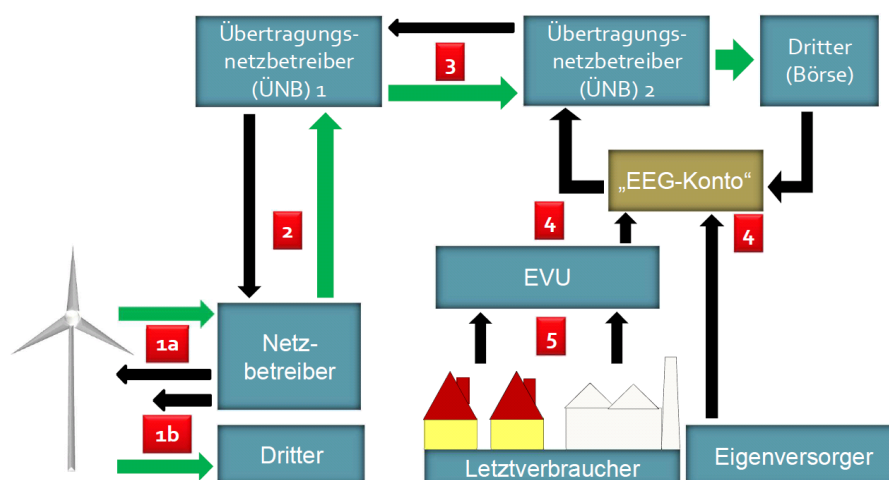 Übertragungs-
netzbetreiber
(ÜNB) 1
3
Übertragungs-
netzbetreiber
(ÜNB) 2
Dritter
(Börse)
„EEG-Konto“
2
4
4
EVU
1a
Netz-
betreiber
5
1b
Dritter
Letztverbraucher
Eigenversorger